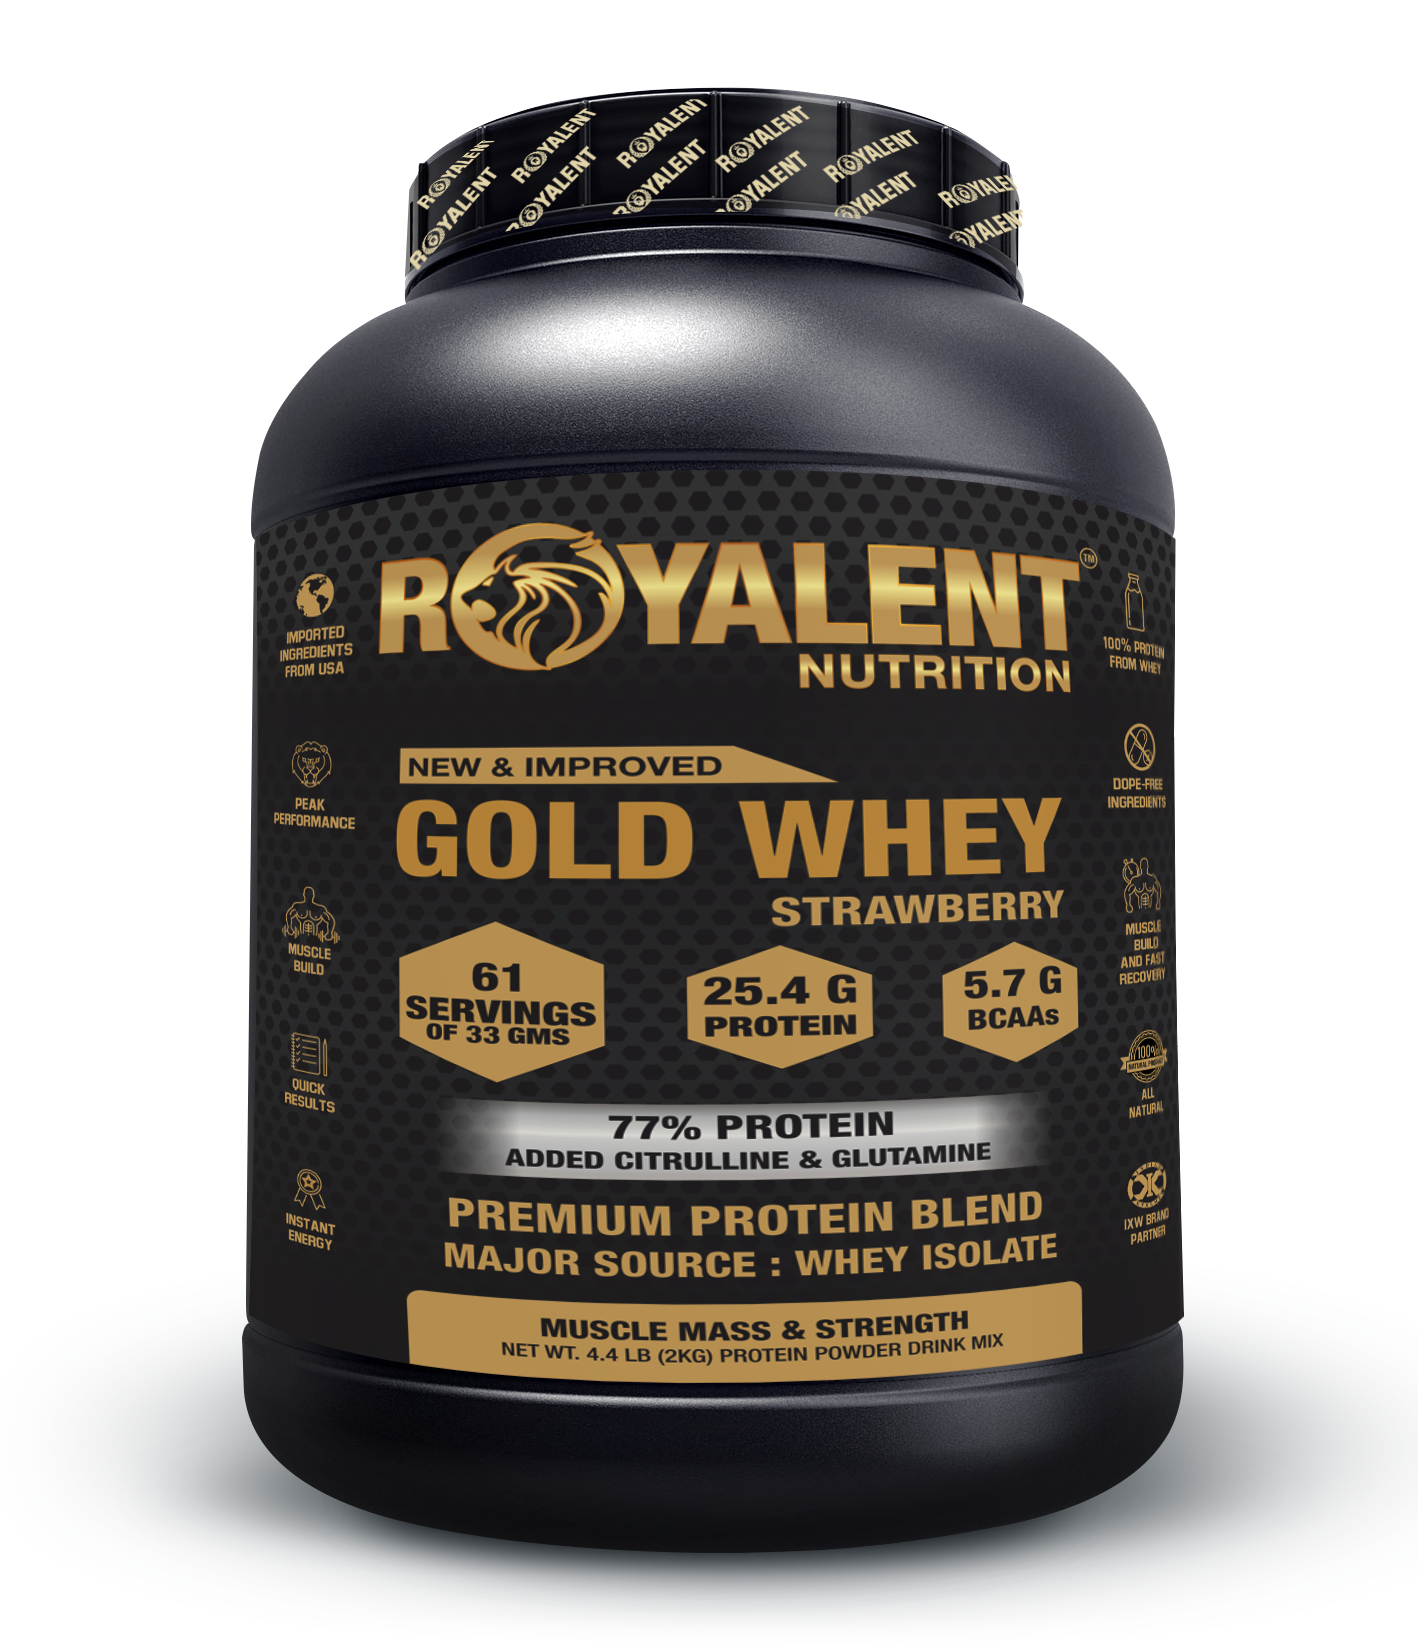 ROYALENT
ROYALENT
ROYALENT
ROYALENT
ROYALENT
ROYALENT
ROYALENT
ROYALENT
ROYALENT
ROYALENT
ROYALENT™
NUTRITION
IMPORTED
INGREDIENTS
FROM USA
PEAK
PERFORMANCE
MUSCLE
BUILD
QUICK
RESULTS
INSTANT
ENERGY
NEW & IMPROVED
GOLD WHEY
STRAWBERRY
61
SERVINGS
OF 33 GMS
25.4 G
PROTEIN
5.7 G
BCAAs
77% PROTEIN
ADDED CITRULLINE & GLUTAMINE
PREMIUM PROTEIN BLEND
MAJOR SOURCE : WHEY ISOLATE
MUSCLE MASS & STRENGTH
NET WT. 4.4 LB (2KG) PROTEIN POWDER DRINK MIX
100% PROTEIN
FROM WHEY
DOPE-FREE
INGREDIENTS
MUSCLE
BUILD
AND FAST
RECOVERY
100%
NATURAL PRODUCT
ALL
NATURAL
IXW BRAND
PARTNER